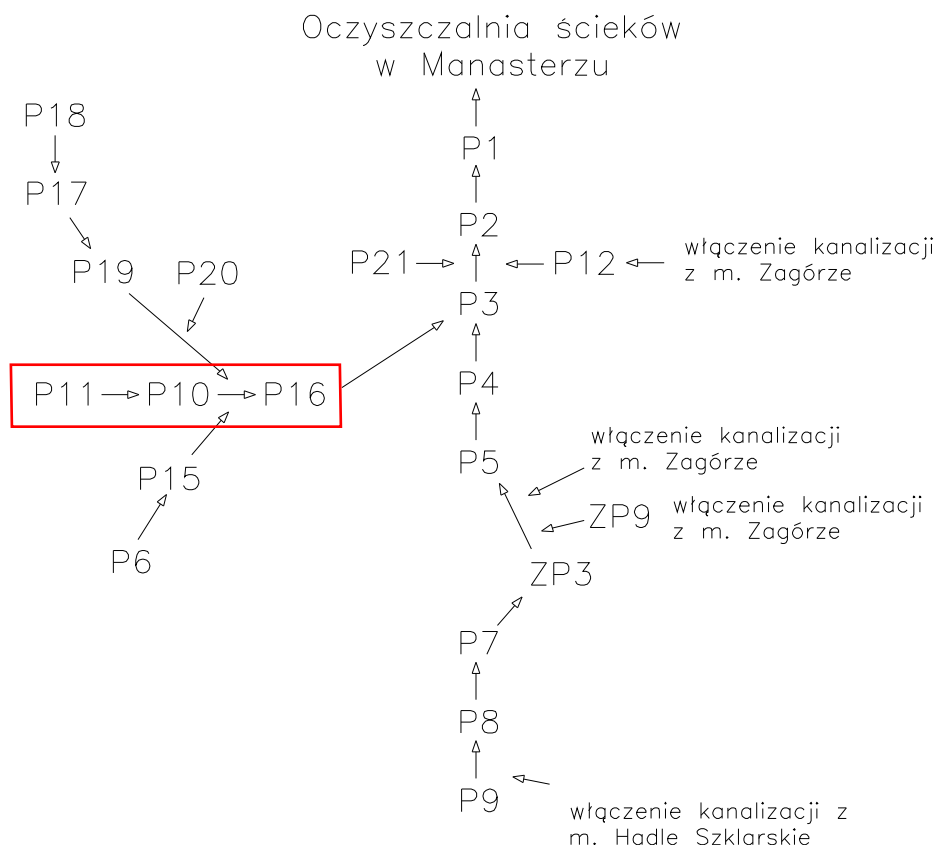 Oczyszczalnia ścieków
w Manasterzu
P18
P1
P17
P2
P21
P12
włączenie kanalizacji
z m. Zagórze
P19
P20
P3
P11
P10
P16
P4
włączenie kanalizacji
z m. Zagórze
P5
P15
ZP9
włączenie kanalizacji
z m. Zagórze
P6
ZP3
P7
P8
P9
włączenie kanalizacji z
m. Hadle Szklarskie